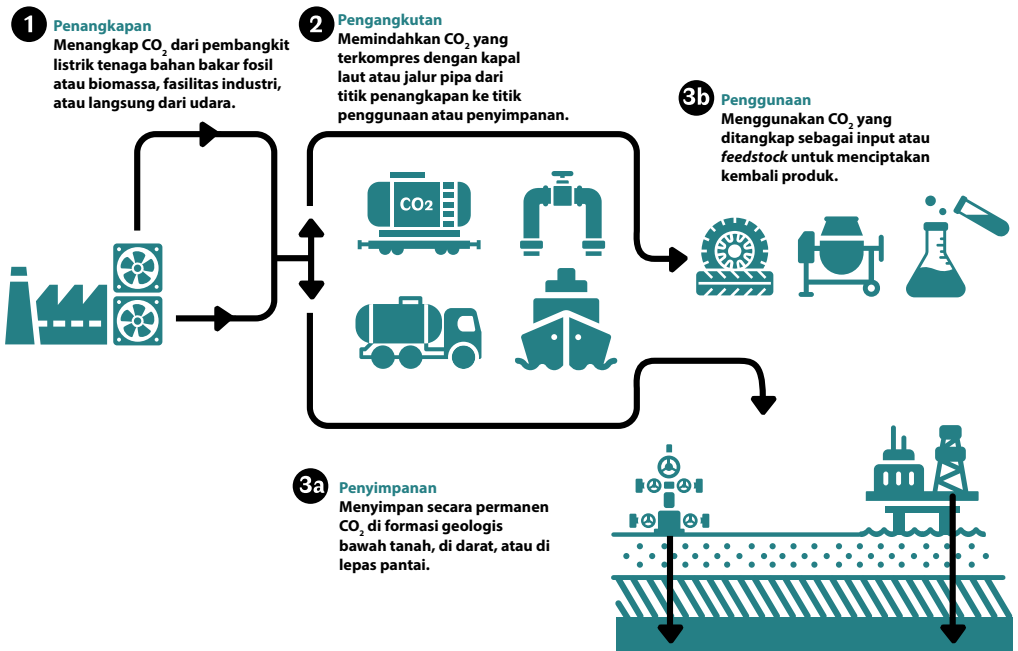 1
Penangkapan
Menangkap CO₂ dari pembangkit
listrik tenaga bahan bakar fosil
atau biomassa, fasilitas industri,
atau langsung dari udara.
2
Pengangkutan
Memindahkan CO₂ yang
terkompres dengan kapal
laut atau jalur pipa dari
titik penangkapan ke titik
penggunaan atau penyimpanan.
3b
Penggunaan
Menggunakan CO₂ yang
ditangkap sebagai input atau
feedstock untuk menciptakan
kembali produk.
CO2
3a
Penyimpanan
Menyimpan secara permanen
CO₂ di formasi geologis
bawah tanah, di darat, atau di
lepas pantai.